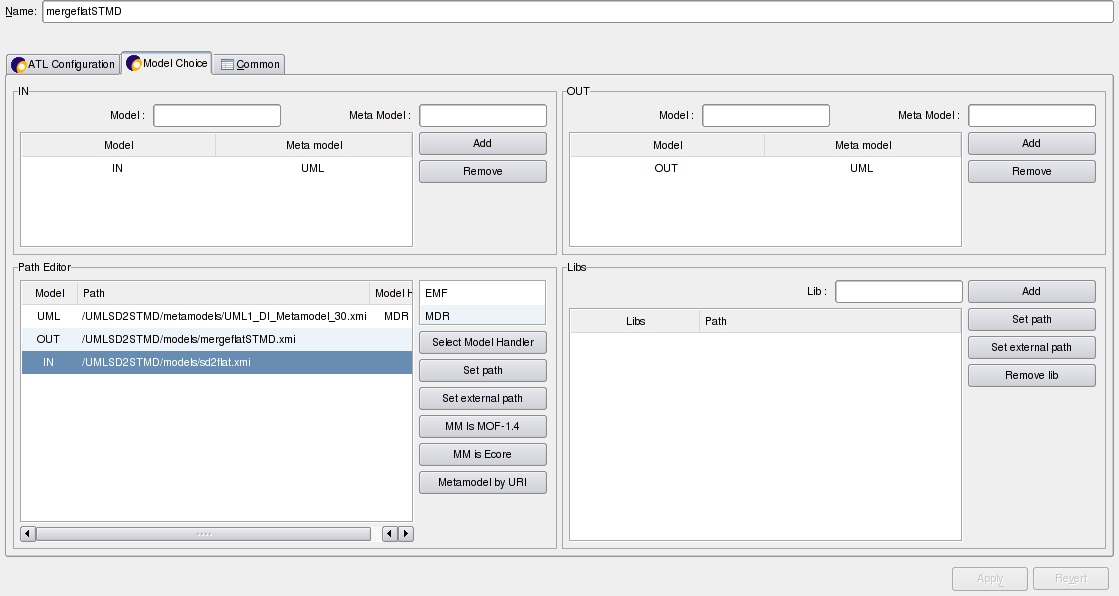 Name: mergeflatSTMD
ATL Configuration Model Choice Common
IN
Model : Meta Model :
Model Meta model Add
IN UML Remove
OUT
Model : Meta Model :
Model Meta model Add
OUT UML Remove
Path Editor
Model Path Model H
UML /UMLSD2STMD/metamodels/UML1_DI_Metamodel_30.xmi MDR
OUT /UMLSD2STMD/models/mergeflatSTMD.xmi
IN /UMLSD2STMD/models/sd2flat.xmi
EMF
MDR
Select Model Handler
Set path
Set external path
MM Is MOF-1.4
MM is Ecore
Metamodel by URI
Libs
Lib : Add
Libs Path Set path
Set external path
Remove lib
Apply Revert